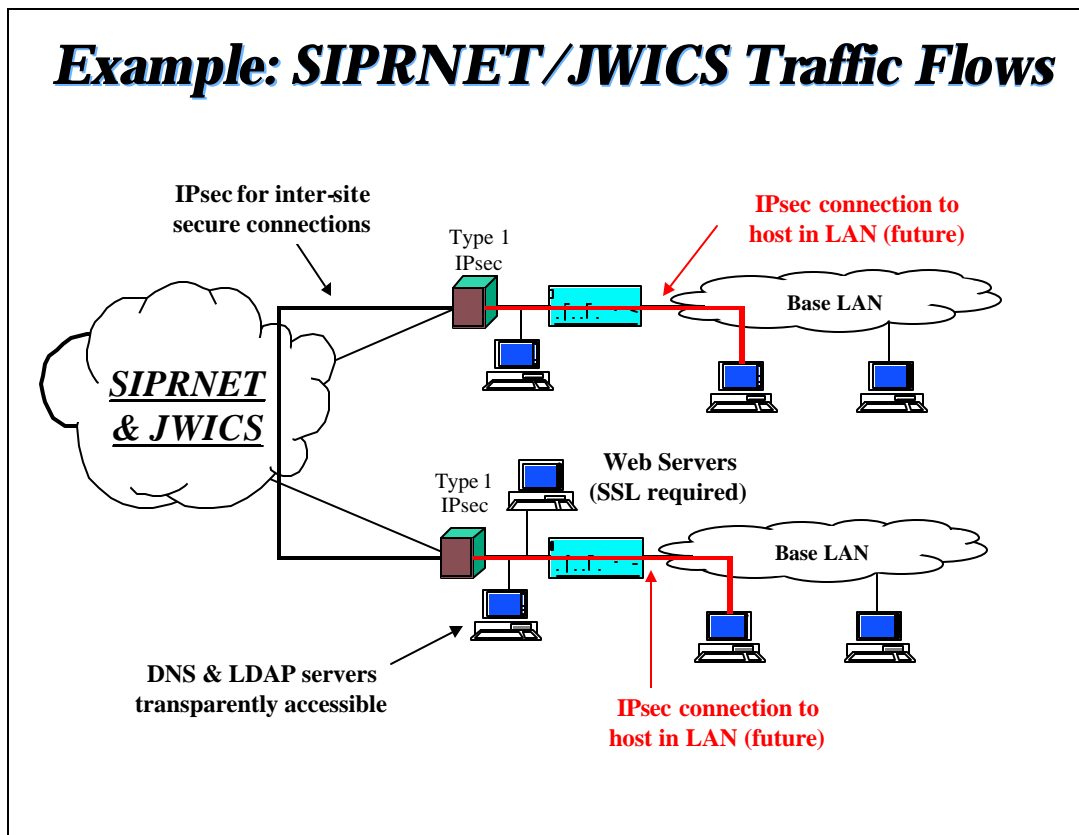 Example: SIPRNET/JWICS Traffic Flows
IPsec for inter-site
secure connections
IPsec connection to
host in LAN (future)
Type 1
IPsec
Base LAN
SIPRNET
& JWICS
Web Servers
(SSL required)
Type 1
IPsec
Base LAN
DNS & LDAP servers
transparently accessible
IPsec connection to
host in LAN (future)